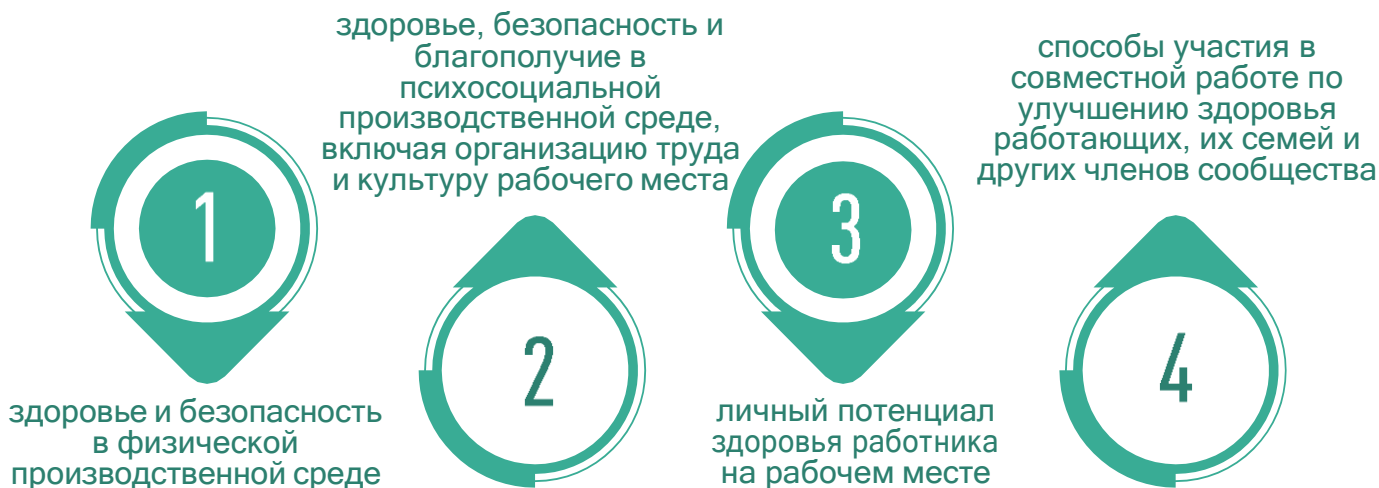 1
здоровье и безопасность
в физической
производственной среде
здоровье, безопасность и
благополучие в
психосоциальной
производственной среде,
включая организацию труда
и культуру рабочего места
2
3
личный потенциал
здоровья работника
на рабочем месте
способы участия в
совместной работе по
улучшению здоровья
работающих, их семей и
других членов сообщества
4